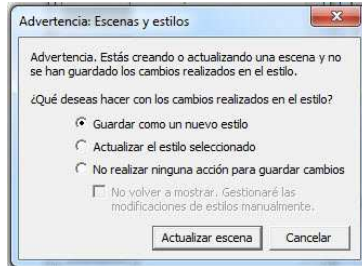 Advertencia: Escenas y estilos
Advertencia. Estás creando o actualizando una escena y no
se han guardado los cambios realizados en el estilo.
¿Qué deseas hacer con los cambios realizados en el estilo?
Guardar como un nuevo estilo
Actualizar el estilo seleccionado
No realizar ninguna acción para guardar cambios
No volver a mostrar. Gestionaré las
modificaciones de estilos manualmente.
Actualizar escena Cancelar